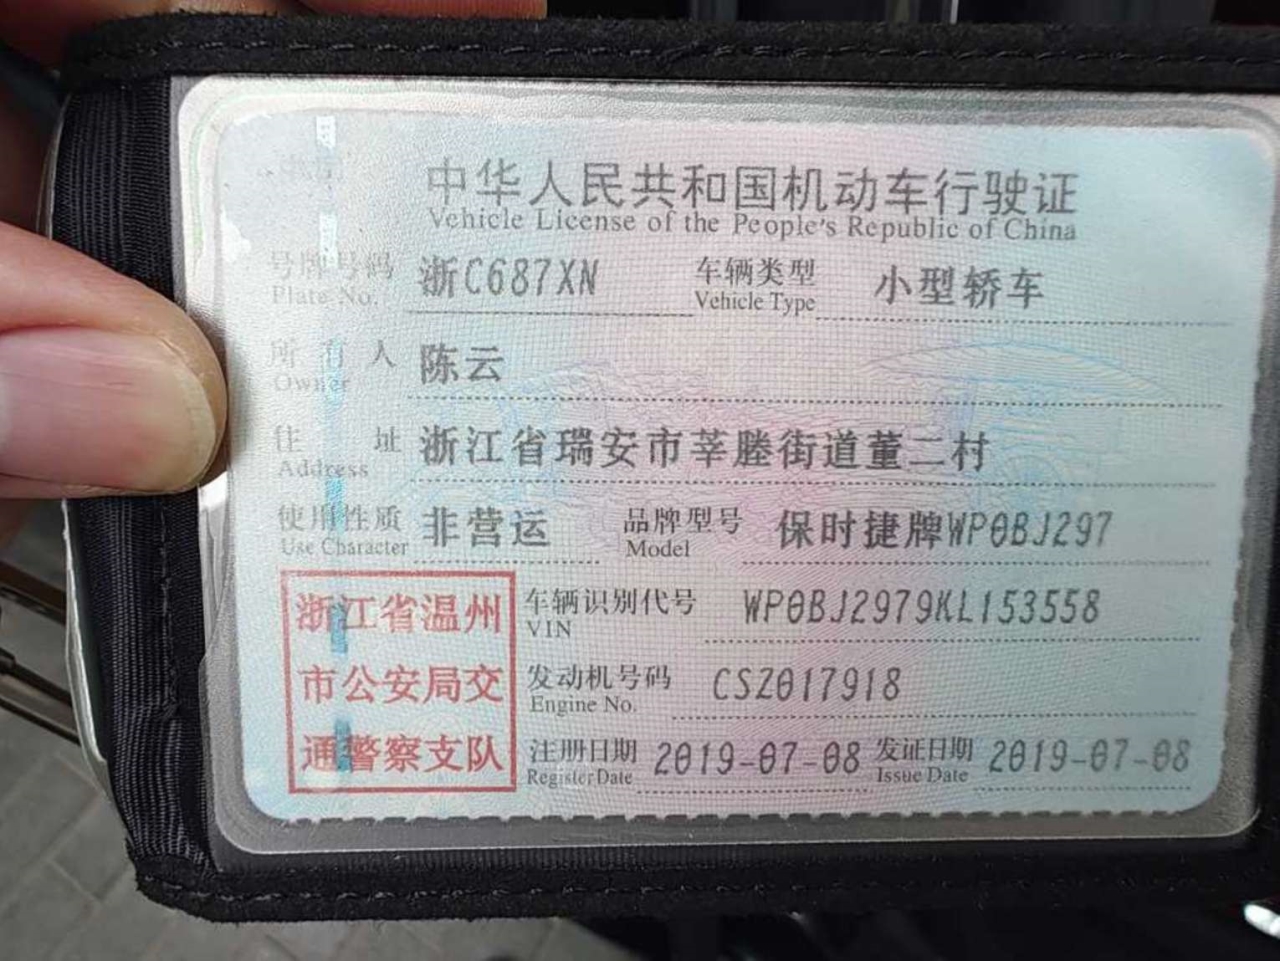 中华人民共和国机动车行驶证
Vehicle License of the People's Republic of China
号牌号码 浙C687XN 车辆类型 小型轿车
Plate No. Vehicle Type
所有人 陈云
Owner
住址 浙江省瑞安市莘塍街道董二村
Address
使用性质 非营运 品牌型号 保时捷牌WP0BJ297
Use Character Model
浙江省温州 车辆识别代号 WP0BJ2979KL153558
VIN
市公安局交 发动机号码 CSZ017918
Engine No.
通警察支队 注册日期 2019-07-08 发证日期 2019-07-08
Register Date Issue Date